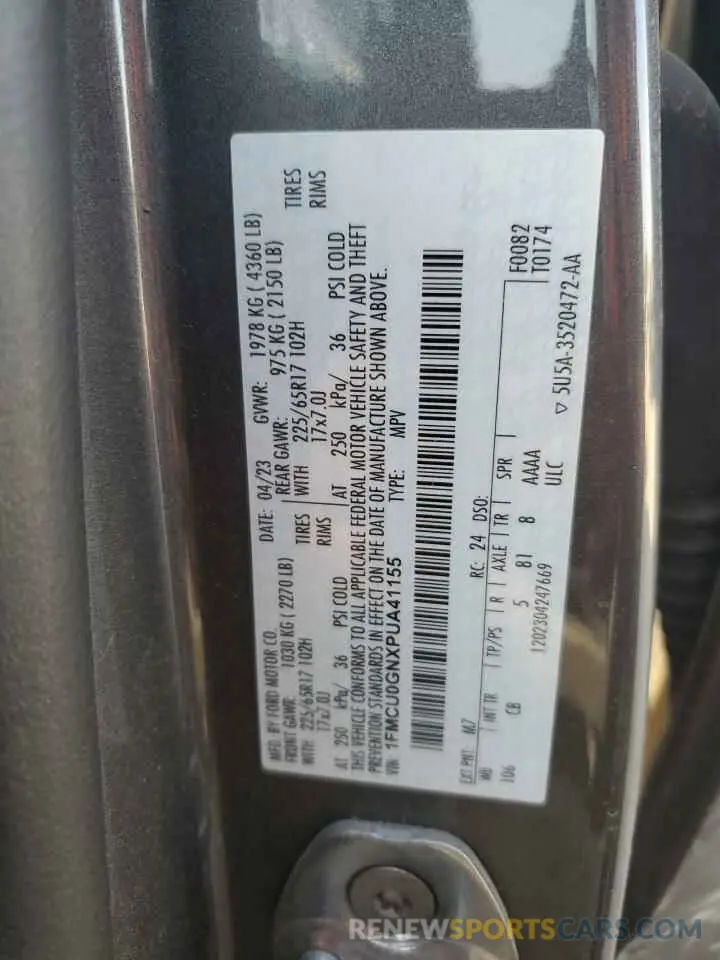 MFG. BY FORD MOTOR CO.
DATE: 04/23 GVWR: 1978 KG ( 4360 LB)
FRONT GAWR: 1030 KG ( 2270 LB)
REAR GAWR: 975 KG ( 2150 LB)
WITH 225/65R17 102H TIRES
WITH 225/65R17 102H TIRES
17x7.0J RIMS
17x7.0J RIMS
AT 250 kPa/ 36 PSI COLD
AT 250 kPa/ 36 PSI COLD
THIS VEHICLE CONFORMS TO ALL APPLICABLE FEDERAL MOTOR VEHICLE SAFETY AND THEFT
PREVENTION STANDARDS IN EFFECT ON THE DATE OF MANUFACTURE SHOWN ABOVE.
VIN: 1FMCU0GNXPUA41155
TYPE: MPV
EXT PNT: M7 RC: 24 DSO:
F0082
T0174
WB INT TR TP/PS R AXLE TR SPR
106 CB 5 81 8 AAAA
1202304247669 ULC
▽ 5U5A-3520472-AA
RENEWSPORTSCARS.COM